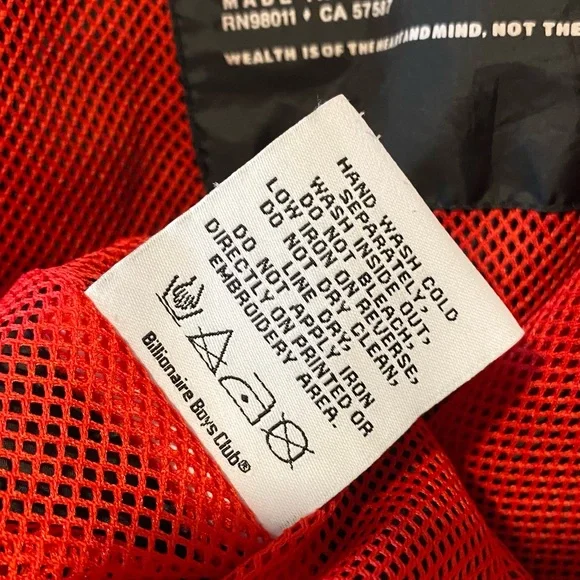 RN98011 • CA 57587
WEALTH IS OF THE HEART AND MIND, NOT THE
HAND WASH COLD
SEPARATELY,
WASH INSIDE OUT,
DO NOT BLEACH,
LOW IRON ON REVERSE,
DO NOT DRY CLEAN,
LINE DRY,
DO NOT APPLY IRON
DIRECTLY ON PRINTED OR
EMBROIDERY AREA.
Billionaire Boys Club®